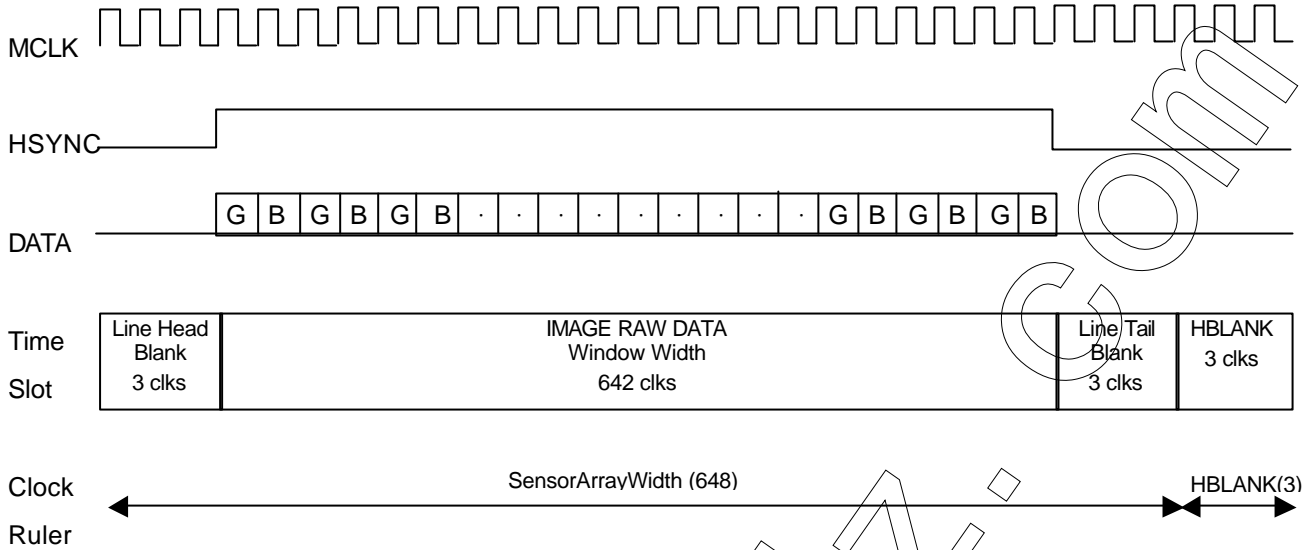 MCLK
HSYNC
DATA
G B G B G B · · · · · · · · · G B G B G B
Time
Slot
Line Head
Blank
3 clks
IMAGE RAW DATA
Window Width
642 clks
Line Tail
Blank
3 clks
HBLANK
3 clks
Clock
Ruler
SensorArrayWidth (648)
HBLANK(3)
.com